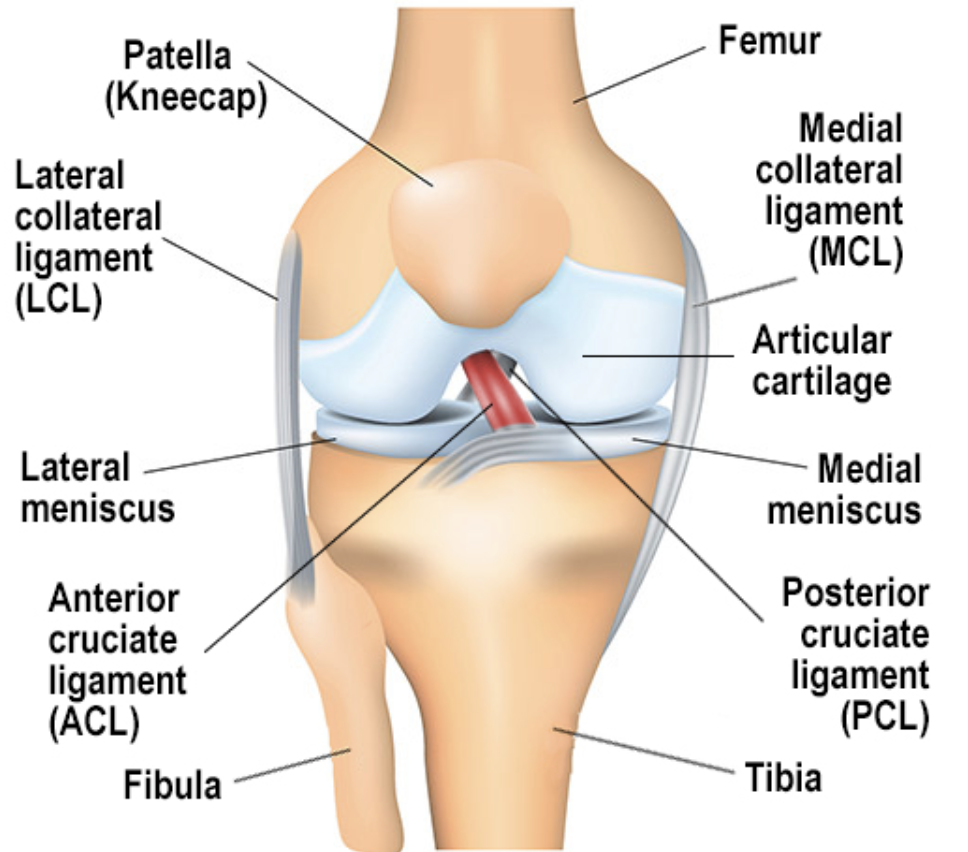 Patella
(Kneecap)
Femur
Medial
collateral
ligament
(MCL)
Lateral
collateral
ligament
(LCL)
Articular
cartilage
Lateral
meniscus
Medial
meniscus
Anterior
cruciate
ligament
(ACL)
Posterior
cruciate
ligament
(PCL)
Fibula
Tibia